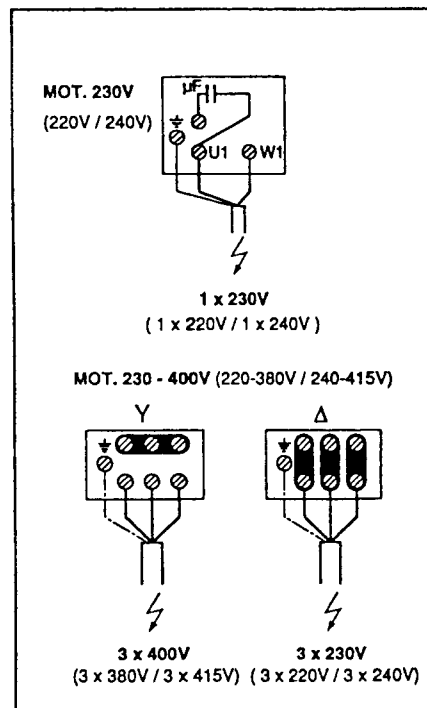 MOT. 230V
(220V / 240V)
µF
U1
W1
1 x 230V
( 1 x 220V / 1 x 240V )
MOT. 230 - 400V (220-380V / 240-415V)
Y Δ
3 x 400V 3 x 230V
(3 x 380V / 3 x 415V) ( 3 x 220V / 3 x 240V)